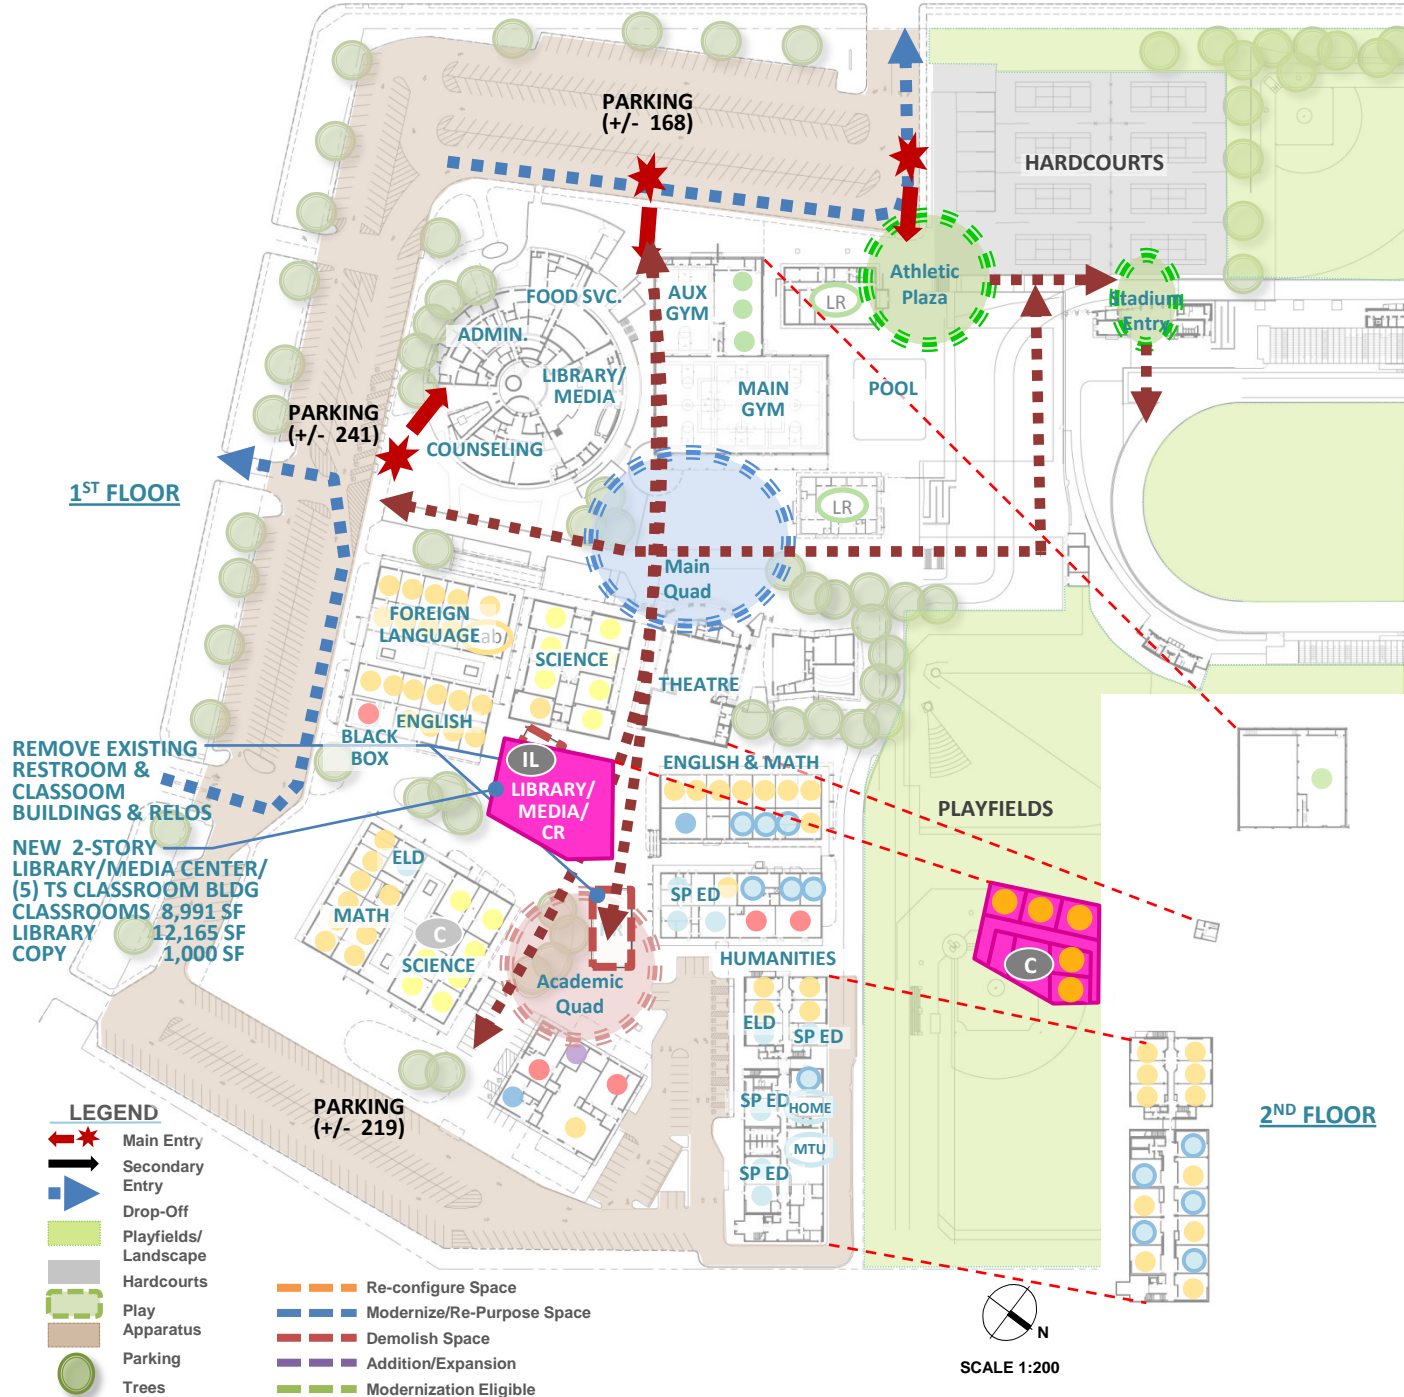 PARKING
(+/- 168)
HARDCOURTS
Athletic
Plaza
Stadium
Entry
FOOD SVC.
AUX
GYM
LR
ADMIN.
LIBRARY/
MEDIA
MAIN
GYM
POOL
PARKING
(+/- 241)
COUNSELING
1ST FLOOR
LR
Main
Quad
FOREIGN
LANGUAGE
SCIENCE
THEATRE
ENGLISH
BLACK
BOX
REMOVE EXISTING
RESTROOM &
CLASSOOM
BUILDINGS & RELOS
IL
LIBRARY/
MEDIA/
CR
ENGLISH & MATH
PLAYFIELDS
NEW 2-STORY
LIBRARY/MEDIA CENTER/
(5) TS CLASSROOM BLDG
CLASSROOMS 8,991 SF
LIBRARY 12,165 SF
COPY 1,000 SF
ELD
MATH
C
SCIENCE
SP ED
HUMANITIES
C
Academic
Quad
ELD
SP ED
SP ED
HOME
MTU
SP ED
PARKING
(+/- 219)
2ND FLOOR
LEGEND
Main Entry
Secondary
Entry
Drop-Off
Playfields/
Landscape
Hardcourts
Play
Apparatus
Parking
Trees
Re-configure Space
Modernize/Re-Purpose Space
Demolish Space
Addition/Expansion
Modernization Eligible
N
SCALE 1:200